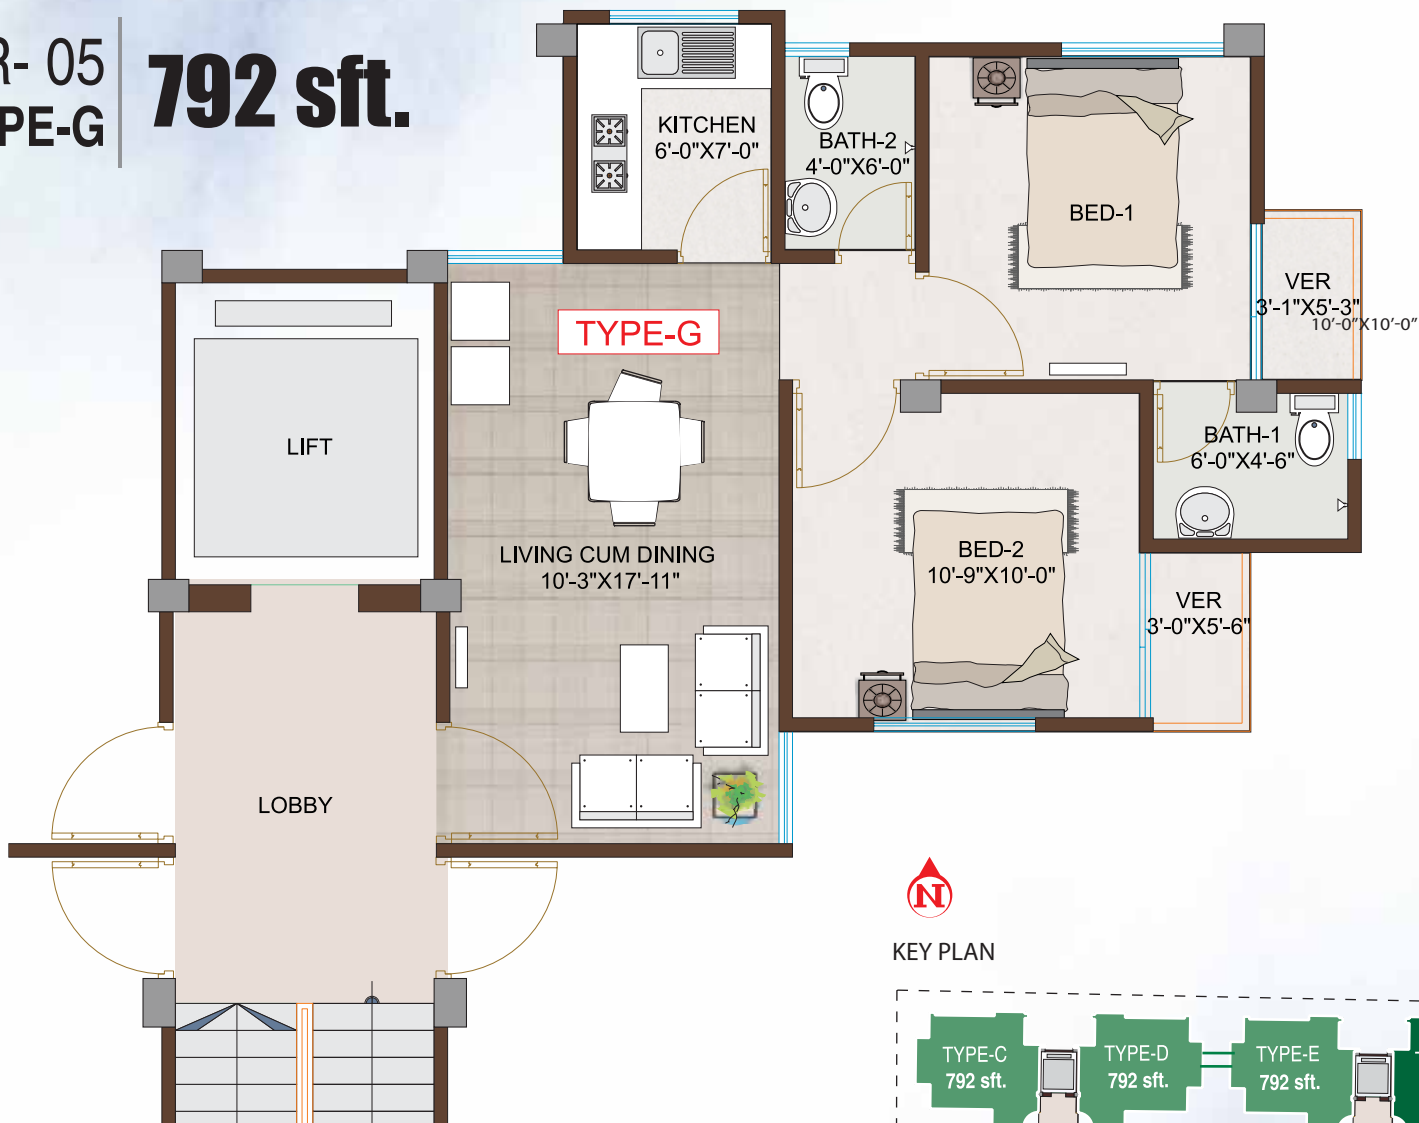 R- 05
PE-G
792 sft.
KITCHEN
6'-0"X7'-0"
BATH-2
4'-0"X6'-0"
BED-1
VER
3'-1"X5'-3"
10'-0"X10'-0"
TYPE-G
LIFT
BATH-1
6'-0"X4'-6"
LIVING CUM DINING
10'-3"X17'-11"
BED-2
10'-9"X10'-0"
VER
3'-0"X5'-6"
LOBBY
N
KEY PLAN
TYPE-C
792 sft.
TYPE-D
792 sft.
TYPE-E
792 sft.